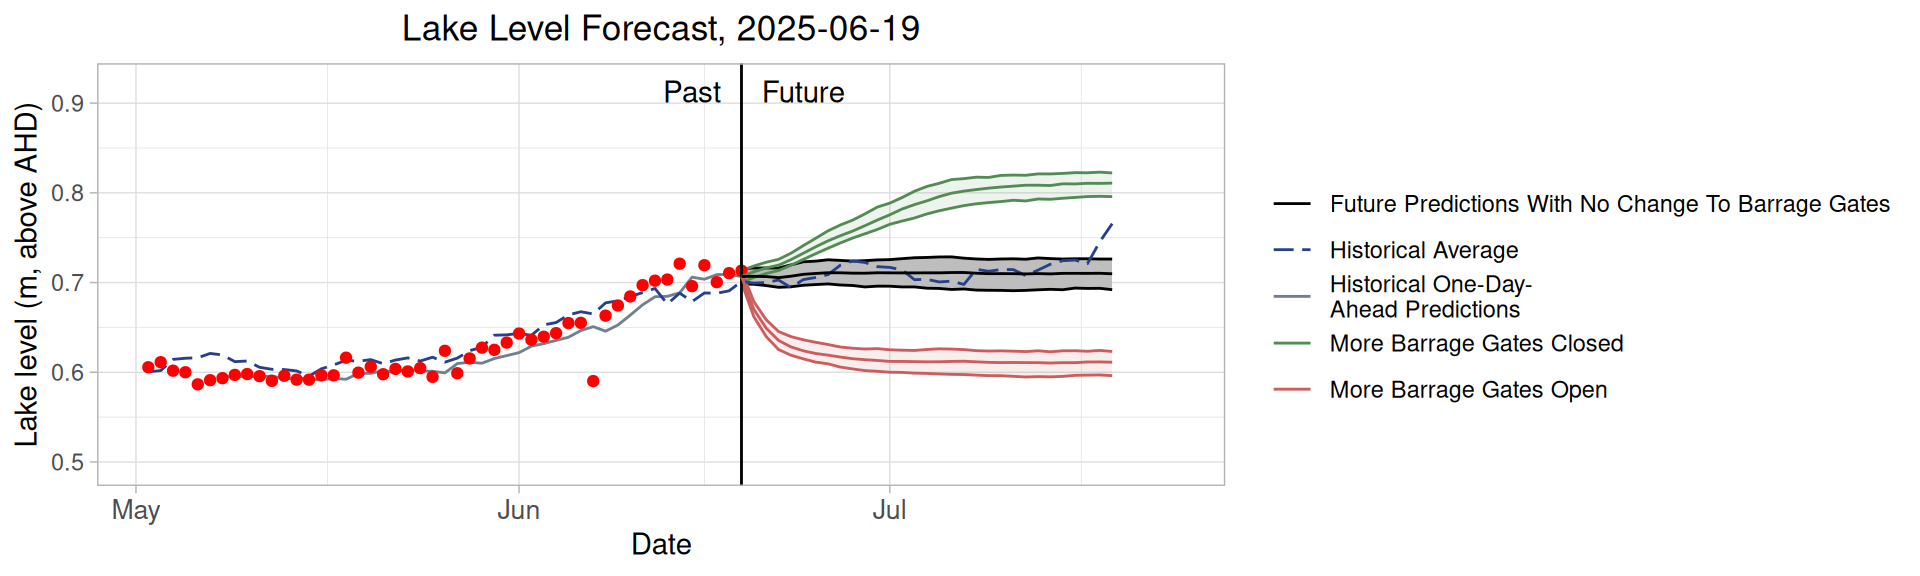 Lake Level Forecast, 2025-06-19
Past
Future
Lake level (m, above AHD)
0.9
0.8
0.7
0.6
0.5
May
Jun
Jul
Date
Future Predictions With No Change To Barrage Gates
Historical Average
Historical One-Day-
Ahead Predictions
More Barrage Gates Closed
More Barrage Gates Open